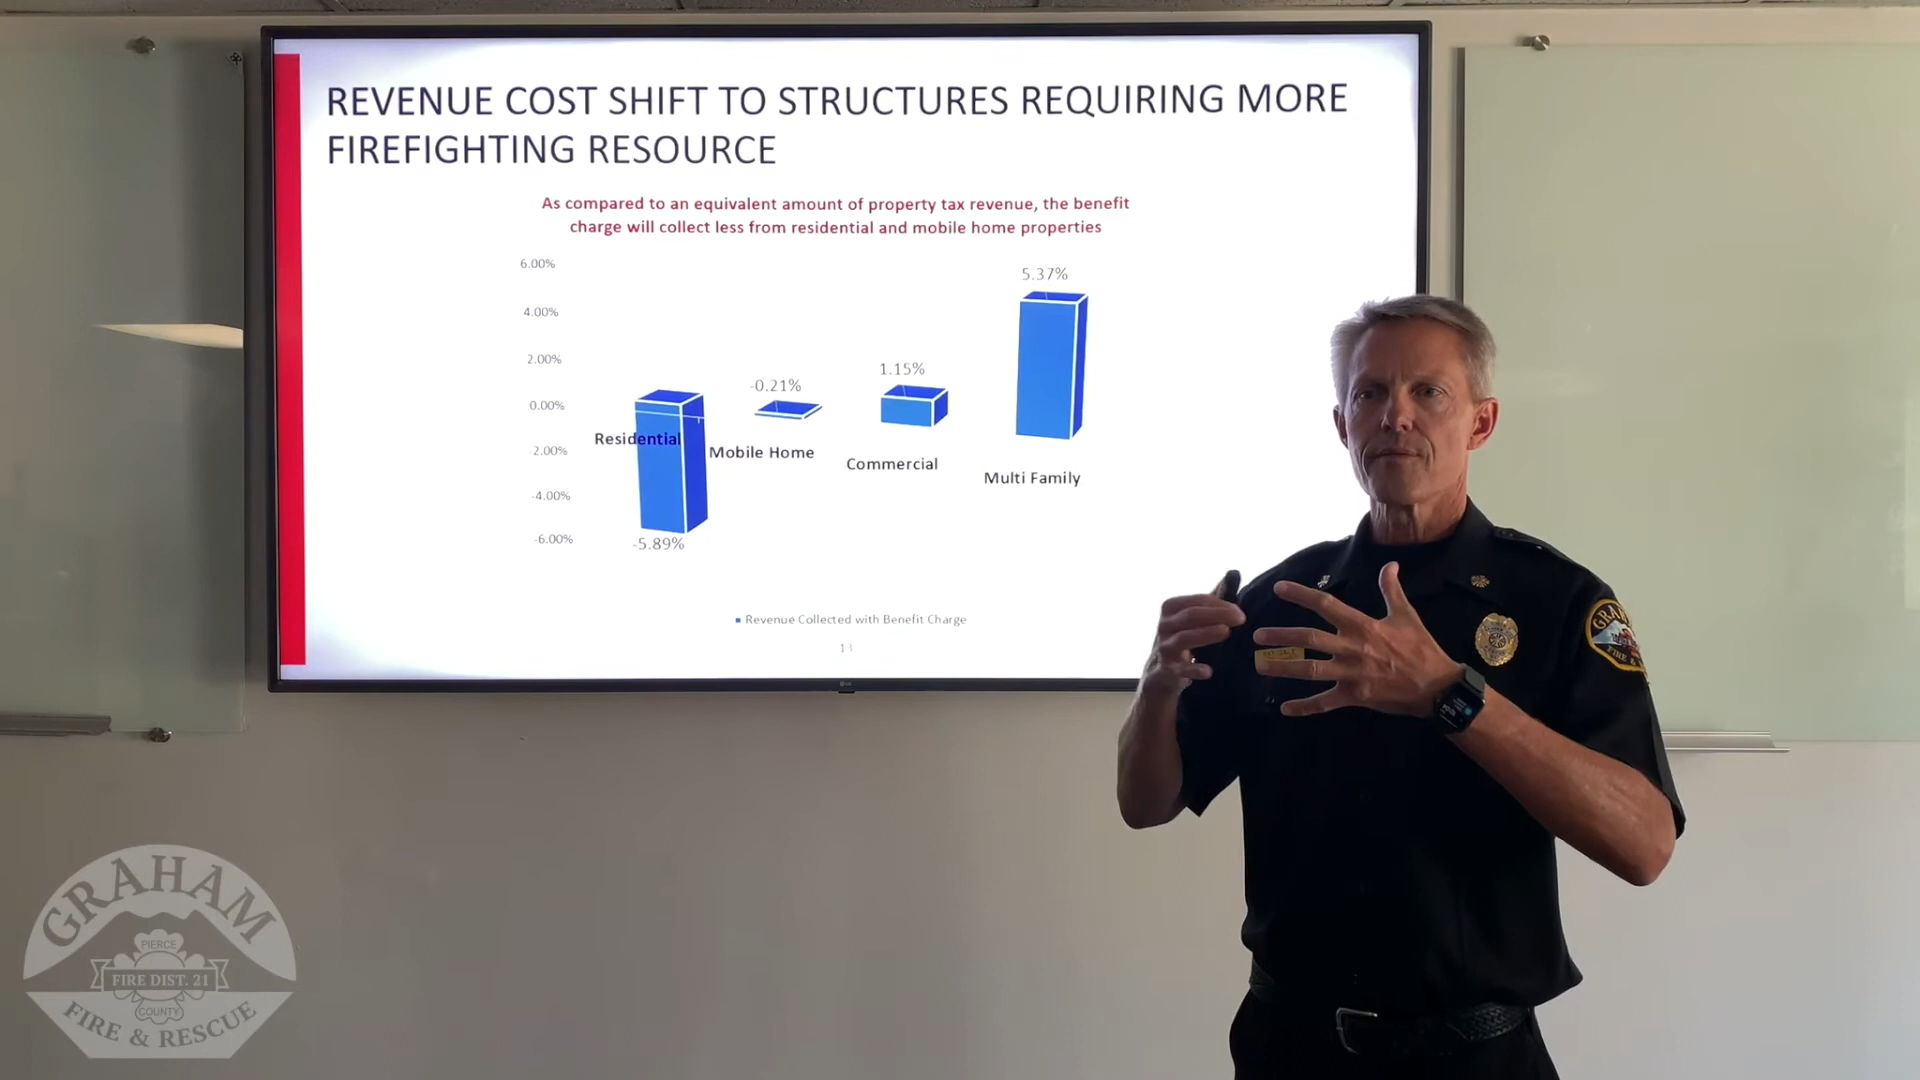 REVENUE COST SHIFT TO STRUCTURES REQUIRING MORE
FIREFIGHTING RESOURCE
As compared to an equivalent amount of property tax revenue, the benefit
charge will collect less from residential and mobile home properties
6.00%
4.00%
2.00%
0.00%
2.00%
-4.00%
-6.00%
5.37%
1.15%
-0.21%
-5.89%
Residential
Mobile Home
Commercial
Multi Family
Revenue Collected with Benefit Charge
LG
GRAHAM
PIERCE
FIRE DIST. 21
COUNTY
FIRE & RESCUE